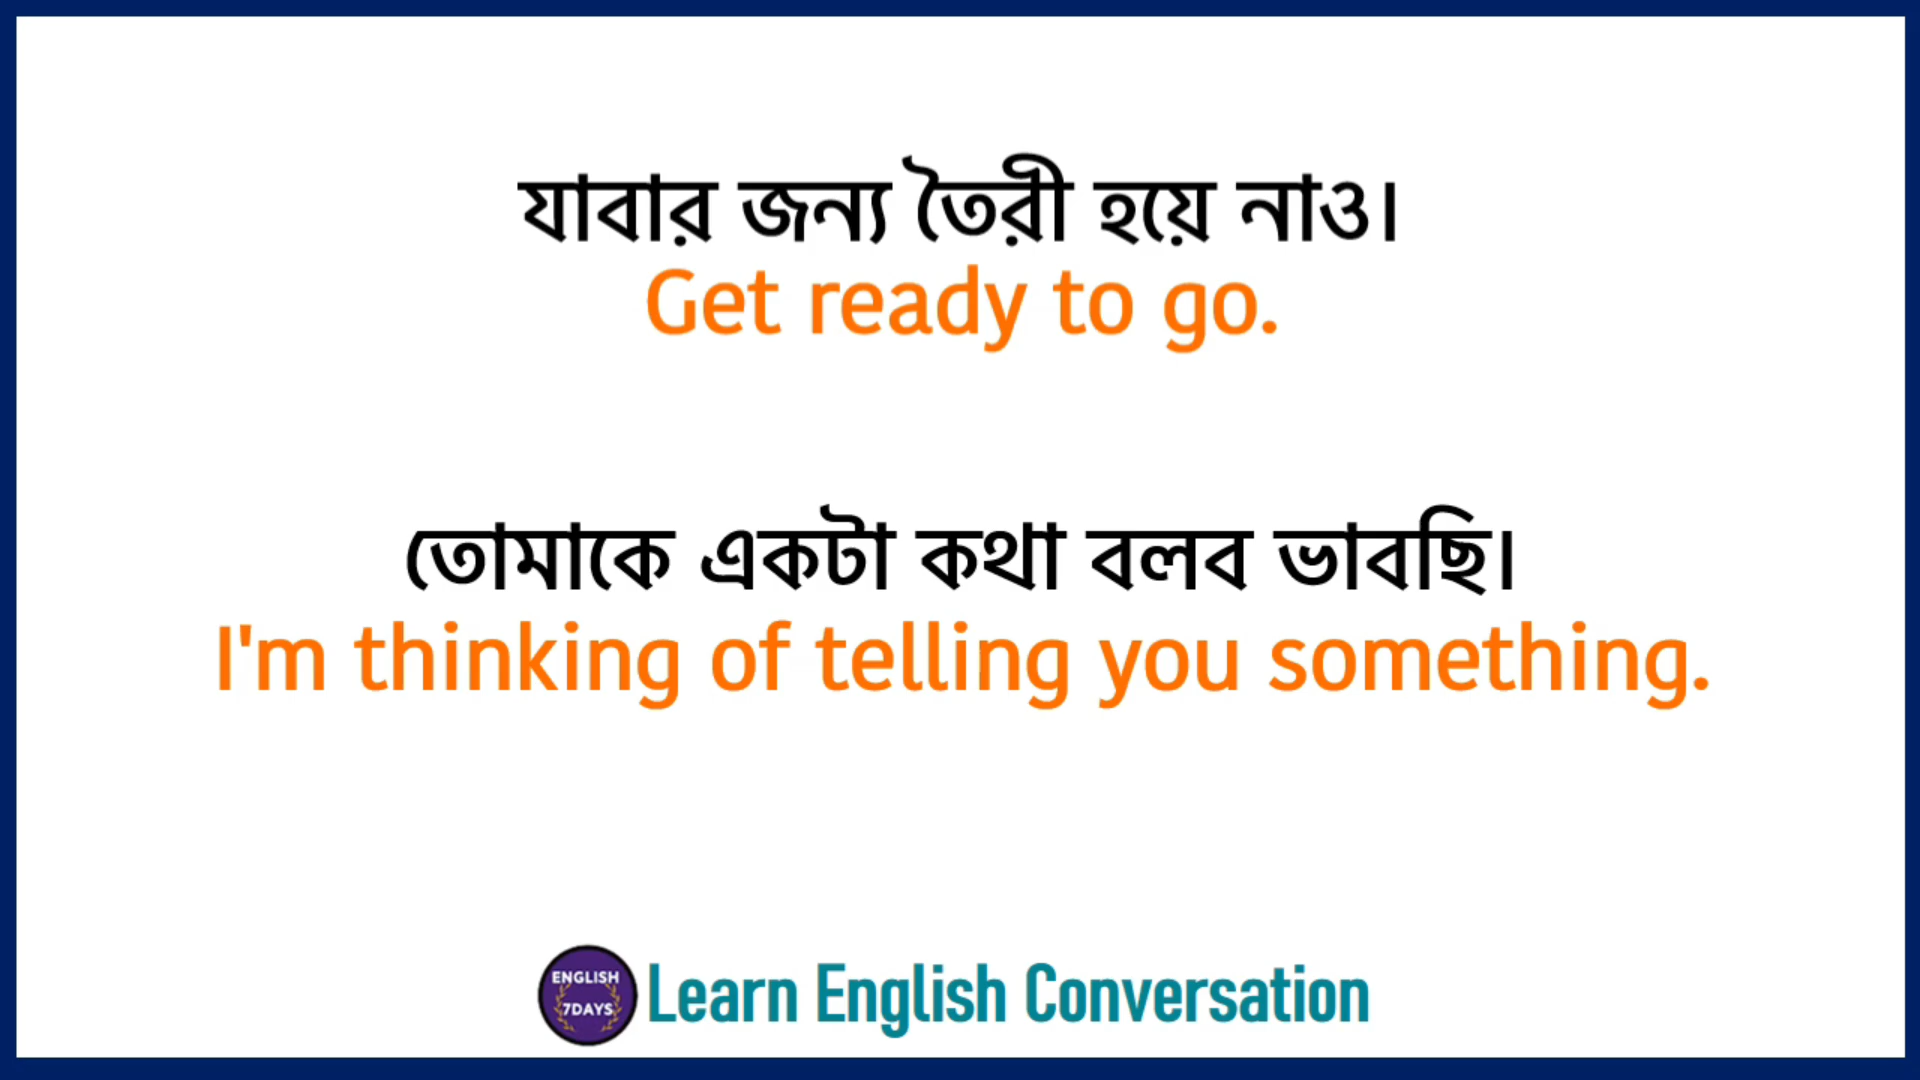 যাবার জন্য তৈরী হয়ে নাও।
Get ready to go.
তোমাকে একটা কথা বলব ভাবছি।
I'm thinking of telling you something.
ENGLISH
7DAYS
Learn English Conversation